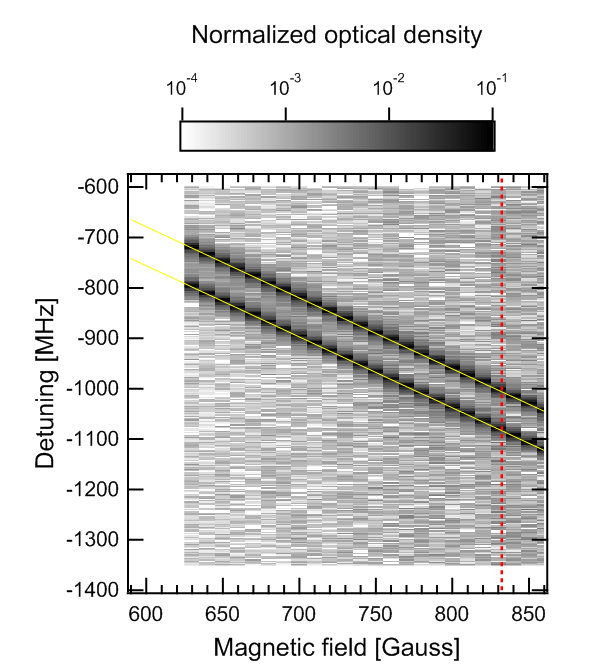 Normalized optical density
10⁻⁴ 10⁻³ 10⁻² 10⁻¹
-600
-700
-800
-900
-1000
-1100
-1200
-1300
-1400
Detuning [MHz]
600 650 700 750 800 850
Magnetic field [Gauss]